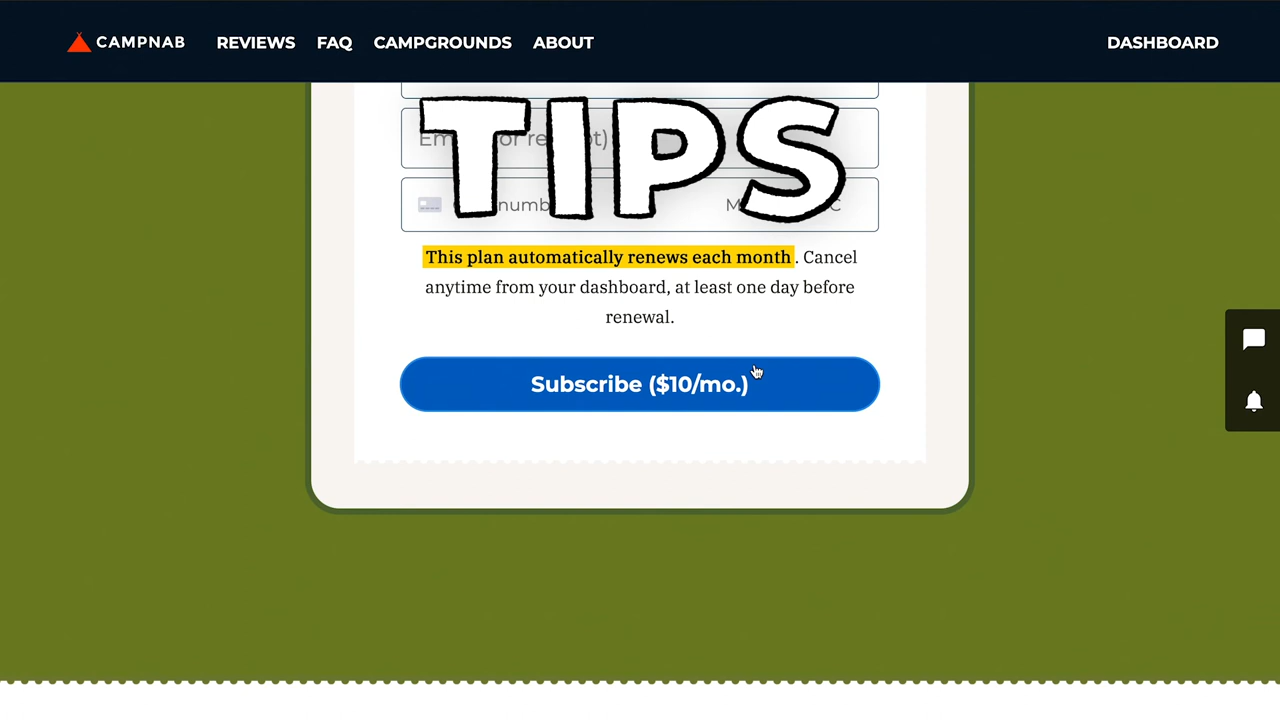 CAMPNAB REVIEWS FAQ CAMPGROUNDS ABOUT DASHBOARD
TIPS
This plan automatically renews each month. Cancel
anytime from your dashboard, at least one day before
renewal.
Subscribe ($10/mo.)